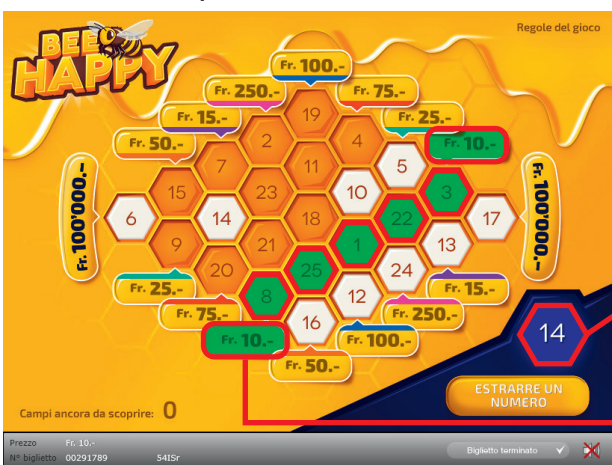 BEE
HAPPY
Regole del gioco
Fr. 100.-
Fr. 250.-
Fr. 75.-
Fr. 15.-
Fr. 25.-
Fr. 50.-
Fr. 10.-
19
2
4
7
11
5
15
23
10
3
Fr. 100'000.-
6
14
18
22
17
Fr. 100'000.-
9
21
1
13
20
25
24
8
12
16
Fr. 25.-
Fr. 15.-
Fr. 75.-
Fr. 250.-
Fr. 10.-
Fr. 100.-
Fr. 50.-
14
ESTRARRE UN
NUMERO
Campi ancora da scoprire: 0
Prezzo Fr. 10.-
N° biglietto 00291789 54ISr
Biglietto terminato